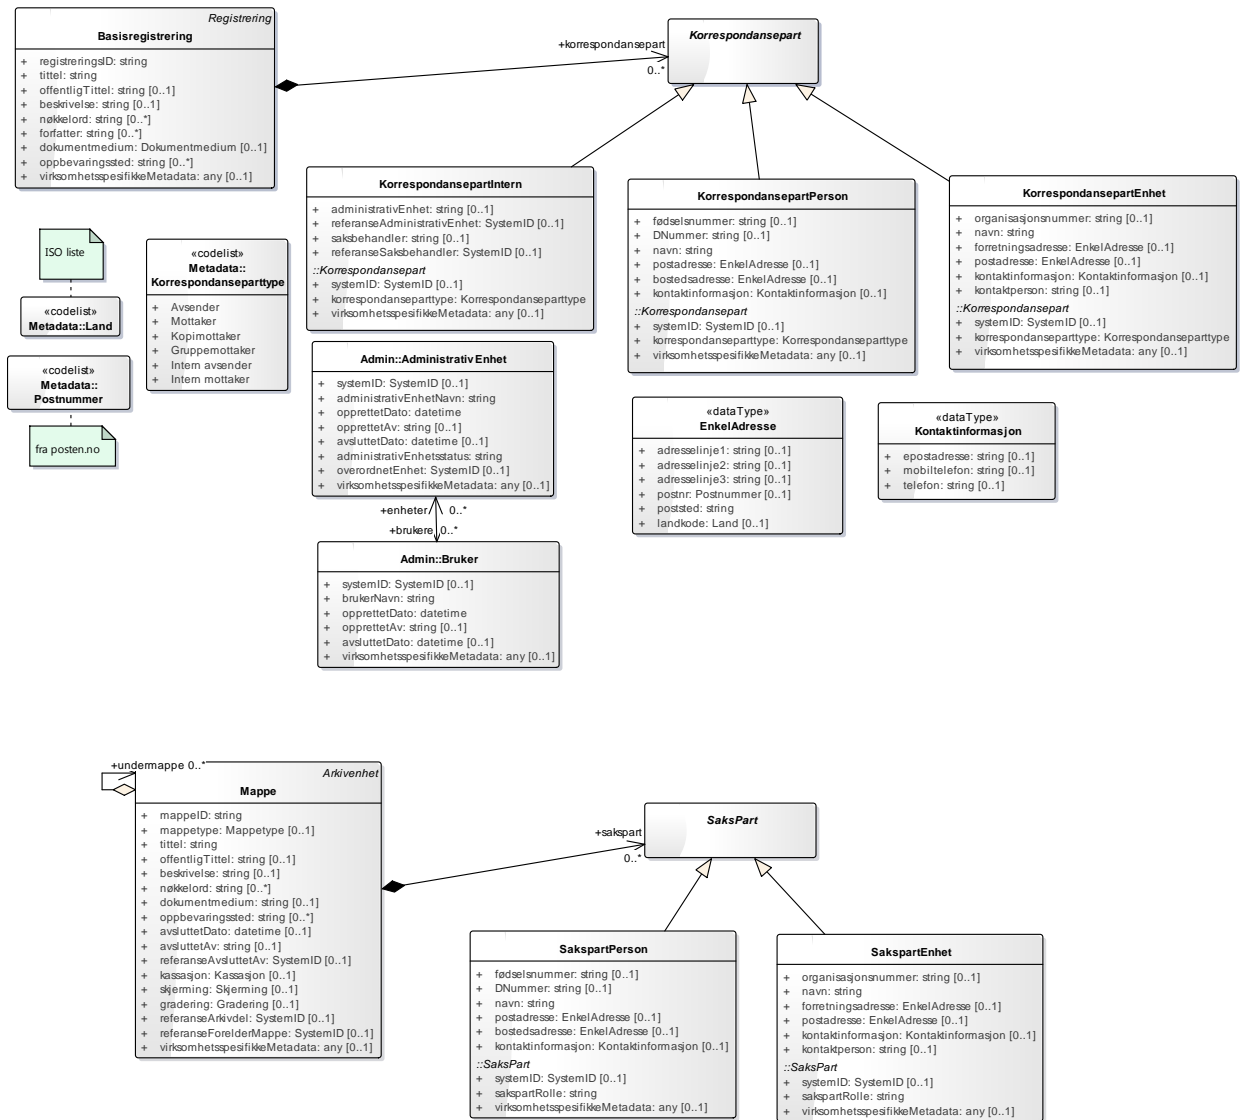 Registrering
Basisregistrering
+ registreringsID: string
+ tittel: string
+ offentligTittel: string [0..1]
+ beskrivelse: string [0..1]
+ nøkkelord: string [0..*]
+ forfatter: string [0..*]
+ dokumentmedium: Dokumentmedium [0..1]
+ oppbevaringssted: string [0..*]
+ virksomhetsspesifikkeMetadata: any [0..1]
+korrespondansepart
0..*
Korrespondansepart
KorrespondansepartIntern
+ administrativEnhet: string [0..1]
+ referanseAdministrativEnhet: SystemID [0..1]
+ saksbehandler: string [0..1]
+ referanseSaksbehandler: SystemID [0..1]
::Korrespondansepart
+ systemID: SystemID [0..1]
+ korrespondanseparttype: Korrespondanseparttype
+ virksomhetsspesifikkeMetadata: any [0..1]
KorrespondansepartPerson
+ fødselsnummer: string [0..1]
+ DNummer: string [0..1]
+ navn: string
+ postadresse: EnkelAdresse [0..1]
+ bostedsadresse: EnkelAdresse [0..1]
+ kontaktinformasjon: Kontaktinformasjon [0..1]
::Korrespondansepart
+ systemID: SystemID [0..1]
+ korrespondanseparttype: Korrespondanseparttype
+ virksomhetsspesifikkeMetadata: any [0..1]
KorrespondansepartEnhet
+ organisasjonsnummer: string [0..1]
+ navn: string
+ forretningsadresse: EnkelAdresse [0..1]
+ postadresse: EnkelAdresse [0..1]
+ kontaktinformasjon: Kontaktinformasjon [0..1]
+ kontaktperson: string [0..1]
::Korrespondansepart
+ systemID: SystemID [0..1]
+ korrespondanseparttype: Korrespondanseparttype
+ virksomhetsspesifikkeMetadata: any [0..1]
ISO liste
«codelist»
Metadata::Land
«codelist»
Metadata::
Postnummer
fra posten.no
«codelist»
Metadata::
Korrespondanseparttype
+ Avsender
+ Mottaker
+ Kopimottaker
+ Gruppemottaker
+ Intern avsender
+ Intern mottaker
Admin::AdministrativEnhet
+ systemID: SystemID [0..1]
+ administrativEnhetNavn: string
+ opprettetDato: datetime
+ opprettetAv: string [0..1]
+ avsluttetDato: datetime [0..1]
+ administrativEnhetsstatus: string
+ overordnetEnhet: SystemID [0..1]
+ virksomhetsspesifikkeMetadata: any [0..1]
+enheter 0..*
+brukere 0..*
Admin::Bruker
+ systemID: SystemID [0..1]
+ brukerNavn: string
+ opprettetDato: datetime
+ opprettetAv: string [0..1]
+ avsluttetDato: datetime [0..1]
+ virksomhetsspesifikkeMetadata: any [0..1]
«dataType»
EnkelAdresse
+ adresselinje1: string [0..1]
+ adresselinje2: string [0..1]
+ adresselinje3: string [0..1]
+ postnr: Postnummer [0..1]
+ poststed: string
+ landkode: Land [0..1]
«dataType»
Kontaktinformasjon
+ epostadresse: string [0..1]
+ mobiltelefon: string [0..1]
+ telefon: string [0..1]
+undermappe 0..*
Arkivenhet
Mappe
+ mappeID: string
+ mappetype: Mappetype [0..1]
+ tittel: string
+ offentligTittel: string [0..1]
+ beskrivelse: string [0..1]
+ nøkkelord: string [0..*]
+ dokumentmedium: string [0..1]
+ oppbevaringssted: string [0..*]
+ avsluttetDato: datetime [0..1]
+ avsluttetAv: string [0..1]
+ referanseAvsluttetAv: SystemID [0..1]
+ kassasjon: Kassasjon [0..1]
+ skjerming: Skjerming [0..1]
+ gradering: Gradering [0..1]
+ referanseArkivdel: SystemID [0..1]
+ referanseForelderMappe: SystemID [0..1]
+ virksomhetsspesifikkeMetadata: any [0..1]
+sakspart
0..*
SaksPart
SakspartPerson
+ fødselsnummer: string [0..1]
+ DNummer: string [0..1]
+ navn: string
+ postadresse: EnkelAdresse [0..1]
+ bostedsadresse: EnkelAdresse [0..1]
+ kontaktinformasjon: Kontaktinformasjon [0..1]
::SaksPart
+ systemID: SystemID [0..1]
+ sakspartRolle: string
+ virksomhetsspesifikkeMetadata: any [0..1]
SakspartEnhet
+ organisasjonsnummer: string [0..1]
+ navn: string
+ forretningsadresse: EnkelAdresse [0..1]
+ postadresse: EnkelAdresse [0..1]
+ kontaktinformasjon: Kontaktinformasjon [0..1]
+ kontaktperson: string [0..1]
::SaksPart
+ systemID: SystemID [0..1]
+ sakspartRolle: string
+ virksomhetsspesifikkeMetadata: any [0..1]